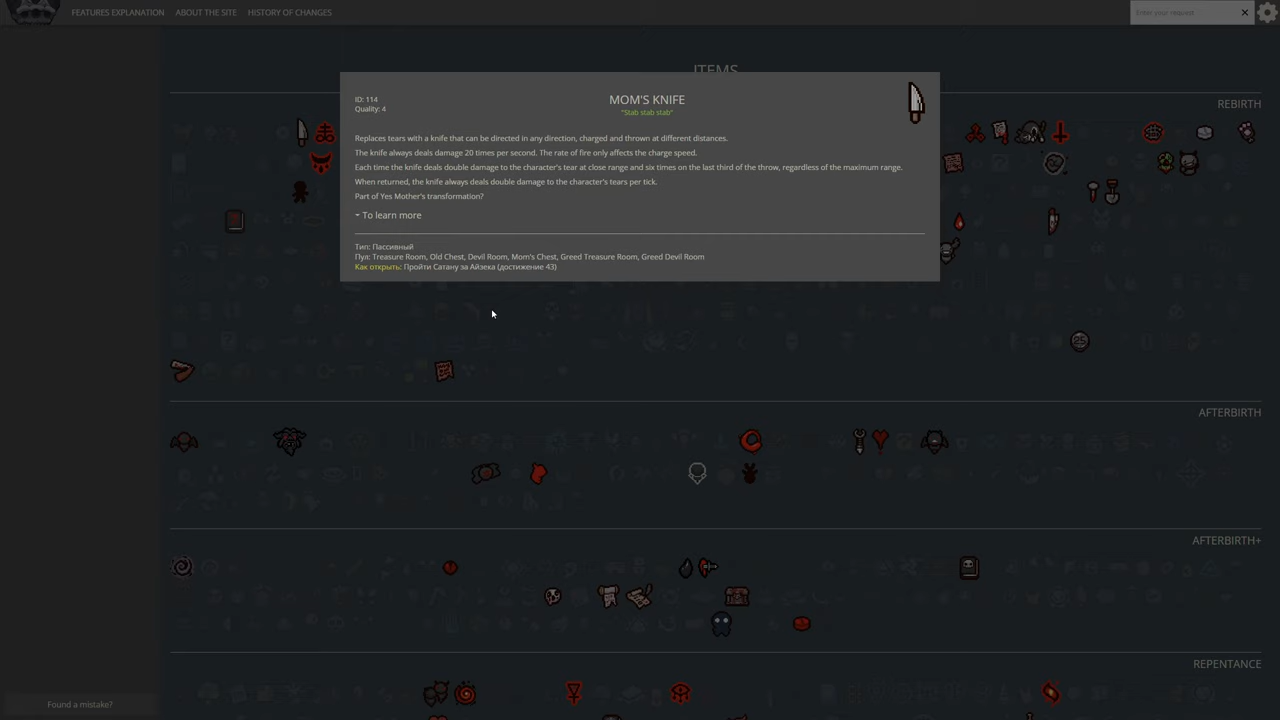 FEATURES EXPLANATION ABOUT THE SITE HISTORY OF CHANGES
Enter your request
ITEMS
ID: 114
Quality: 4
MOM'S KNIFE
"Stab stab stab"
Replaces tears with a knife that can be directed in any direction, charged and thrown at different distances.
The knife always deals damage 20 times per second. The rate of fire only affects the charge speed.
Each time the knife deals double damage to the character's tear at close range and six times on the last third of the throw, regardless of the maximum range.
When returned, the knife always deals double damage to the character's tears per tick.
Part of Yes Mother's transformation?
To learn more
Тип: Пассивный
Пул: Treasure Room, Old Chest, Devil Room, Mom's Chest, Greed Treasure Room, Greed Devil Room
Как открыть: Пройти Сатану за Айзека (достижение 43)
REBIRTH
AFTERBIRTH
AFTERBIRTH+
REPENTANCE
Found a mistake?